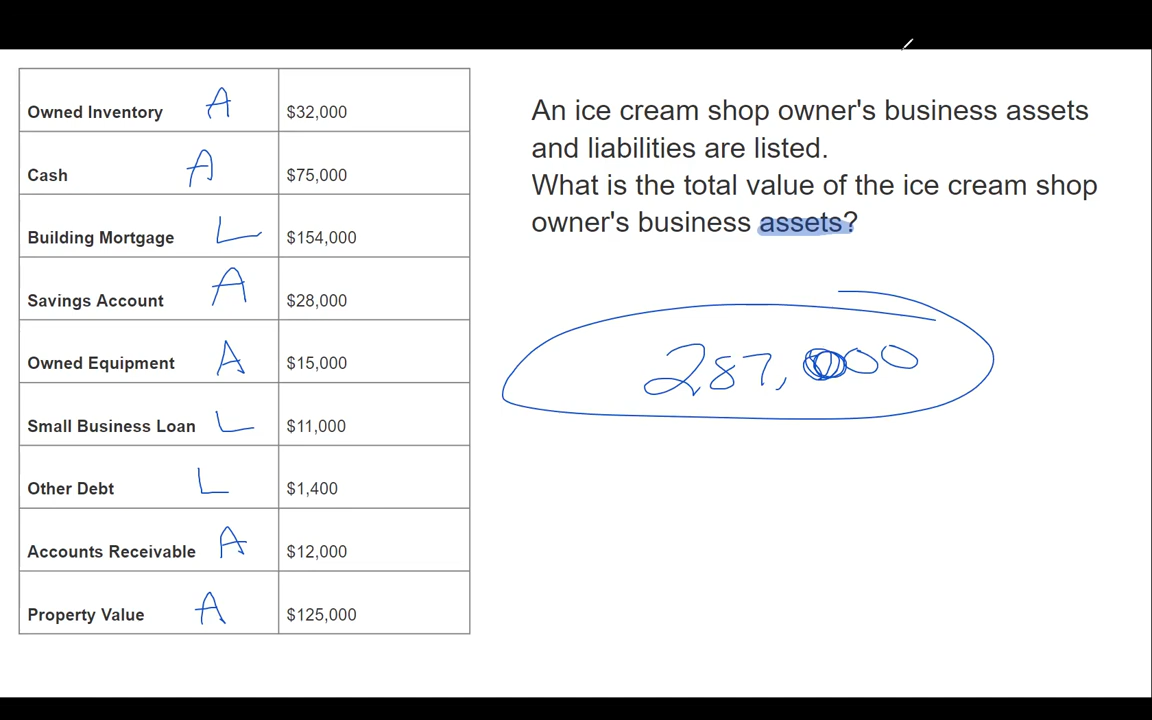 Owned Inventory A $32,000
Cash A $75,000
Building Mortgage L $154,000
Savings Account A $28,000
Owned Equipment A $15,000
Small Business Loan L $11,000
Other Debt L $1,400
Accounts Receivable A $12,000
Property Value A $125,000
An ice cream shop owner's business assets
and liabilities are listed.
What is the total value of the ice cream shop
owner's business assets?
287,000